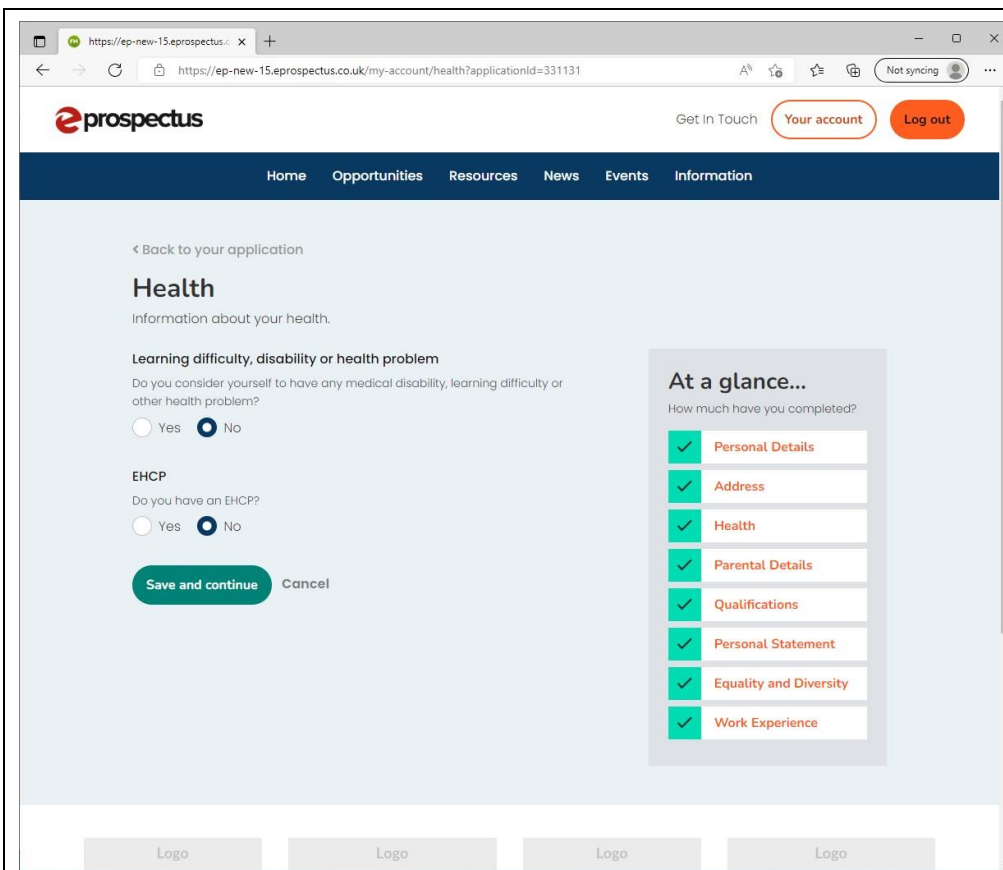 https://ep-new-15.eprospectus.c
https://ep-new-15.eprospectus.co.uk/my-account/health?applicationId=331131
Not syncing
eprospectus
Get In Touch
Your account
Log out
Home Opportunities Resources News Events Information
Back to your application
Health
Information about your health.
Learning difficulty, disability or health problem
Do you consider yourself to have any medical disability, learning difficulty or
other health problem?
Yes No
EHCP
Do you have an EHCP?
Yes No
Save and continue Cancel
At a glance...
How much have you completed?
Personal Details
Address
Health
Parental Details
Qualifications
Personal Statement
Equality and Diversity
Work Experience
Logo Logo Logo Logo